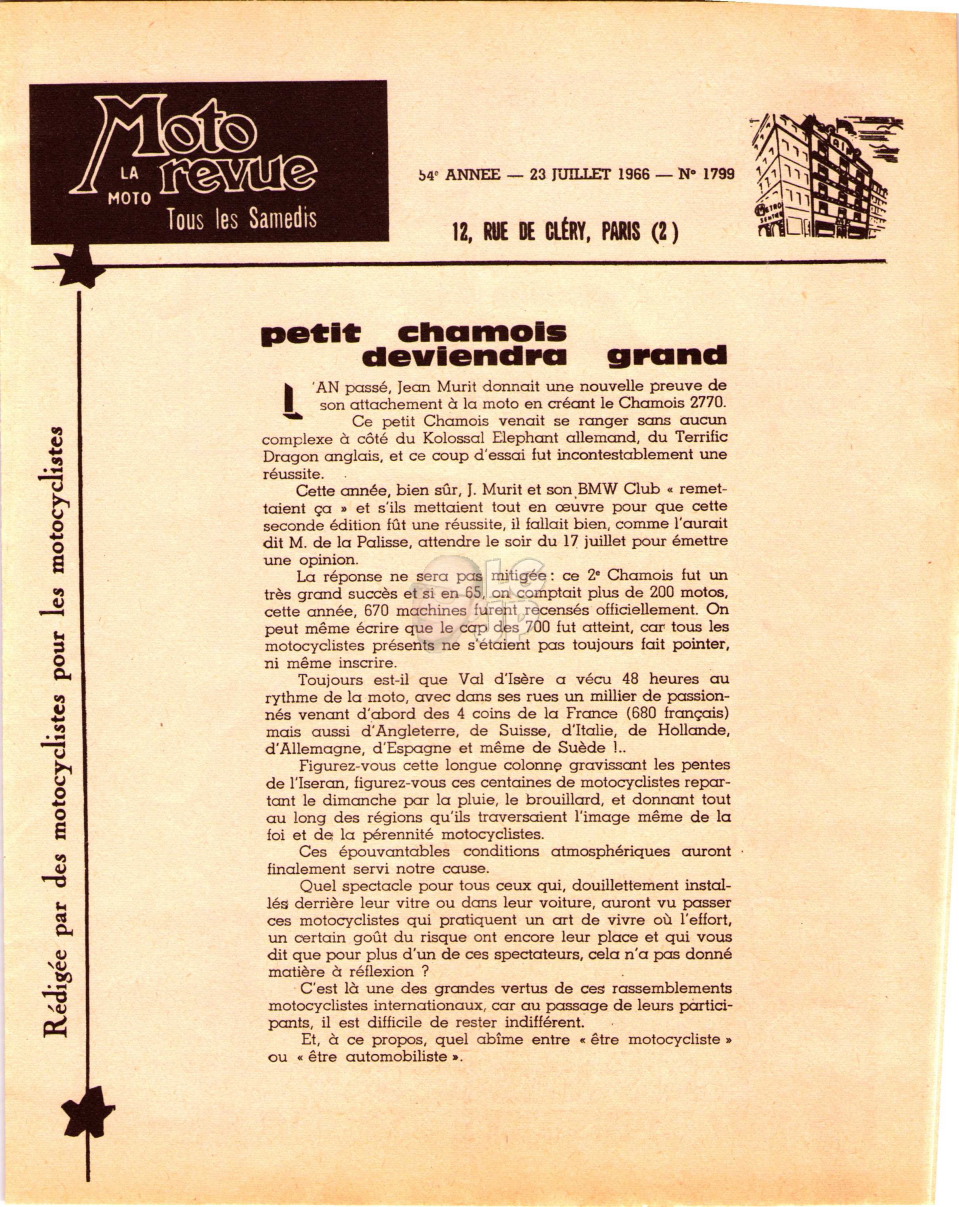 Moto
revue
LA
MOTO
Tous les Samedis
54e ANNEE — 23 JUILLET 1966 — N° 1799
12, RUE DE CLÉRY, PARIS (2)
Rédigée par des motocyclistes pour les motocyclistes
petit chamois
deviendra grand
L'AN passé, Jean Murit donnait une nouvelle preuve de
son attachement à la moto en créant le Chamois 2770.
Ce petit Chamois venait se ranger sans aucun
complexe à côté du Kolossal Elephant allemand, du Terrific
Dragon anglais, et ce coup d'essai fut incontestablement une
réussite.
Cette année, bien sûr, J. Murit et son BMW Club « remet-
taient ça » et s'ils mettaient tout en œuvre pour que cette
seconde édition fût une réussite, il fallait bien, comme l'aurait
dit M. de la Palisse, attendre le soir du 17 juillet pour émettre
une opinion.
La réponse ne sera pas mitigée : ce 2e Chamois fut un
très grand succès et si en 65, on comptait plus de 200 motos,
cette année, 670 machines furent recensés officiellement. On
peut même écrire que le cap des 700 fut atteint, car tous les
motocyclistes présents ne s'étaient pas toujours fait pointer,
ni même inscrire.
Toujours est-il que Val d'Isère a vécu 48 heures au
rythme de la moto, avec dans ses rues un millier de passion-
nés venant d'abord des 4 coins de la France (680 français)
mais aussi d'Angleterre, de Suisse, d'Italie, de Hollande,
d'Allemagne, d'Espagne et même de Suède !..
Figurez-vous cette longue colonne gravissant les pentes
de l'Iseran, figurez-vous ces centaines de motocyclistes repar-
tant le dimanche par la pluie, le brouillard, et donnant tout
au long des régions qu'ils traversaient l'image même de la
foi et de la pérennité motocyclistes.
Ces épouvantables conditions atmosphériques auront
finalement servi notre cause.
Quel spectacle pour tous ceux qui, douillettement instal-
lés derrière leur vitre ou dans leur voiture, auront vu passer
ces motocyclistes qui pratiquent un art de vivre où l'effort,
un certain goût du risque ont encore leur place et qui vous
dit que pour plus d'un de ces spectateurs, cela n'a pas donné
matière à réflexion ?
C'est là une des grandes vertus de ces rassemblements
motocyclistes internationaux, car au passage de leurs partici-
pants, il est difficile de rester indifférent.
Et, à ce propos, quel abîme entre « être motocycliste »
ou « être automobiliste ».